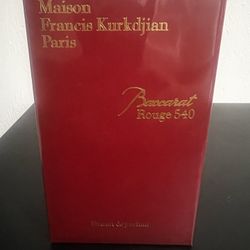 Maison
Francis Kurkdjian
Paris
Baccarat
Rouge 540
Extrait de parfum